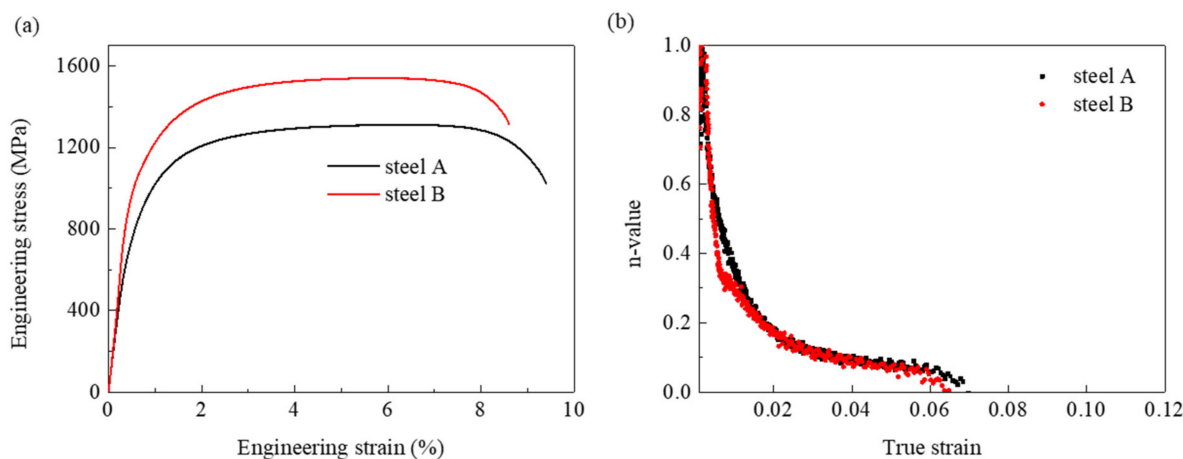 (a)
1600
1200
800
400
0
Engineering stress (MPa)
steel A
steel B
0 2 4 6 8 10
Engineering strain (%)
(b)
1.0
0.8
0.6
0.4
0.2
0.0
n-value
steel A
steel B
0.02 0.04 0.06 0.08 0.10 0.12
True strain